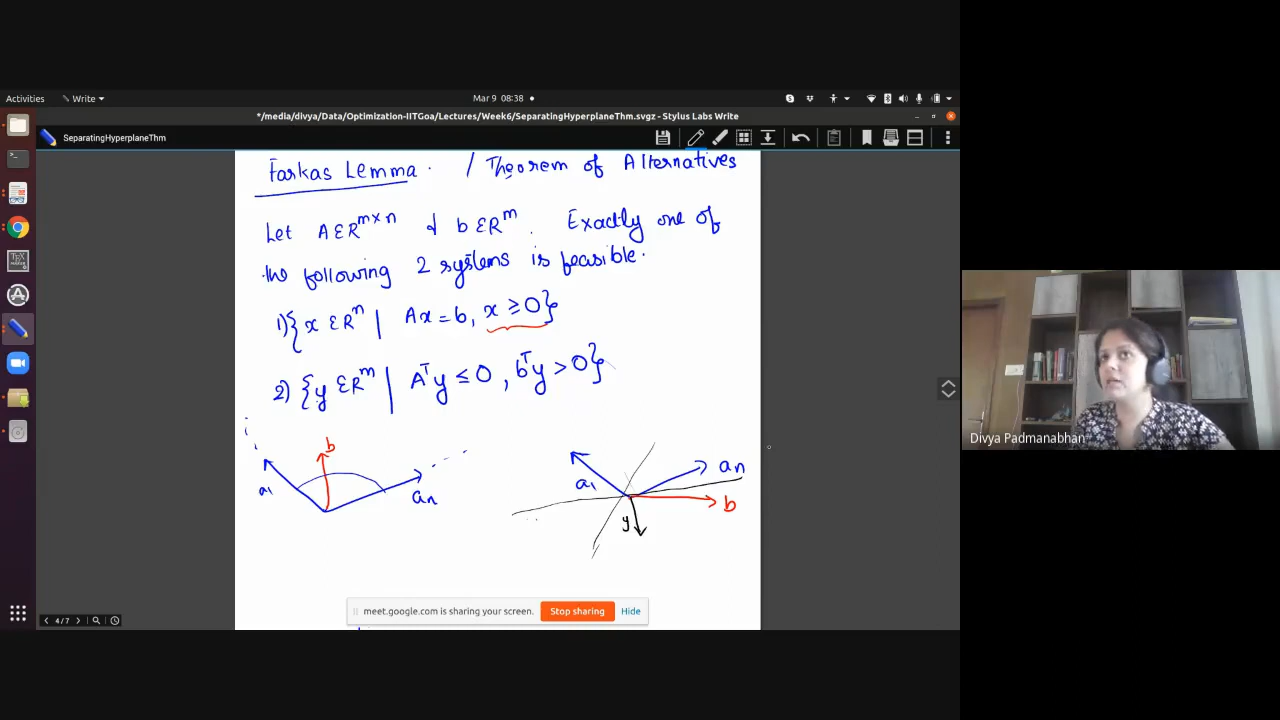 Activities
Write
Mar 9 08:38
*/media/divya/Data/Optimization-IITGoa/Lectures/Week6/SeparatingHyperplaneThm.svgz - Stylus Labs Write
SeparatingHyperplaneThm
Farkas Lemma. / Theorem of Alternatives
Let A ∈ R^{m×n} & b ∈ R^m. Exactly one of
the following 2 systems is feasible.
1) { x ∈ R^n | Ax = b, x ≥ 0 }
2) { y ∈ R^m | A^T y ≤ 0, b^T y > 0 }
b
a1
an
a1
an
b
y
meet.google.com is sharing your screen.
Stop sharing
Hide
4/7
Divya Padmanabhan